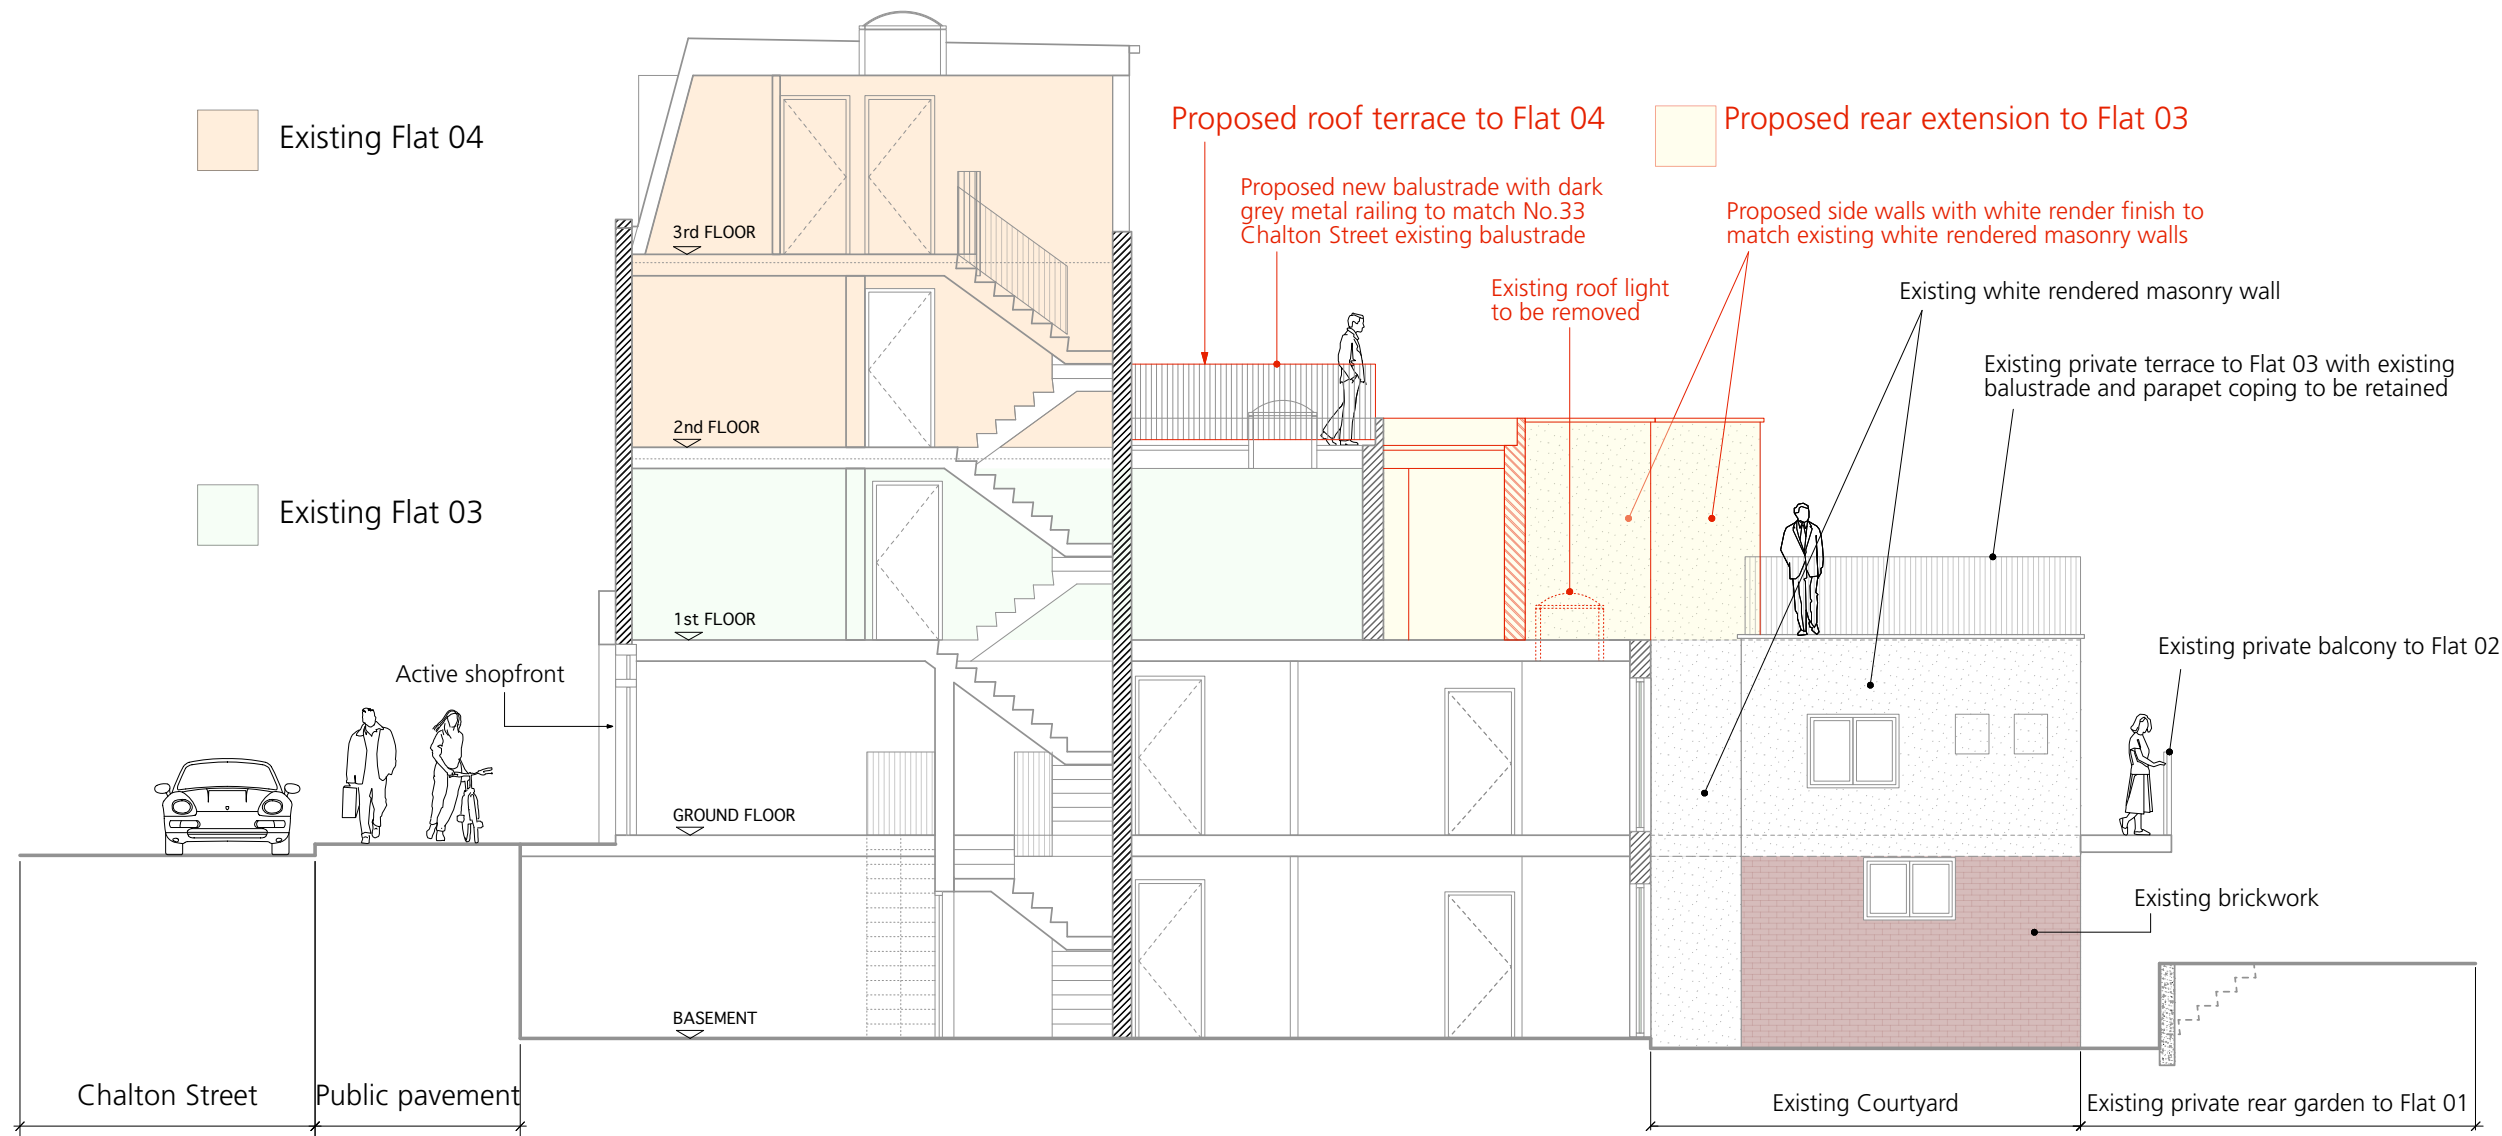 Existing Flat 04
Proposed roof terrace to Flat 04
Proposed rear extension to Flat 03
Proposed new balustrade with dark
grey metal railing to match No.33
Chalton Street existing balustrade
Proposed side walls with white render finish to
match existing white rendered masonry walls
3rd FLOOR
Existing roof light
to be removed
Existing white rendered masonry wall
Existing private terrace to Flat 03 with existing
balustrade and parapet coping to be retained
2nd FLOOR
Existing Flat 03
1st FLOOR
Active shopfront
Existing private balcony to Flat 02
GROUND FLOOR
Existing brickwork
BASEMENT
Chalton Street
Public pavement
Existing Courtyard
Existing private rear garden to Flat 01